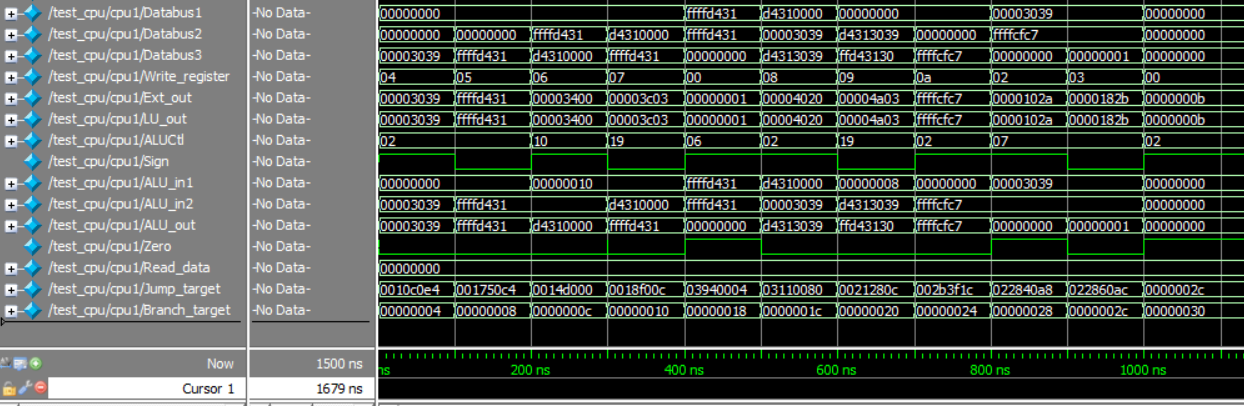 /test_cpu/cpu1/Databus1 -No Data- 00000000 ffffd431 d4310000 00000000 00003039 00000000
/test_cpu/cpu1/Databus2 -No Data- 00000000 00000000 ffffd431 d4310000 ffffd431 00003039 d4313039 00000000 ffffcfc7 00000000
/test_cpu/cpu1/Databus3 -No Data- 00003039 ffffd431 d4310000 ffffd431 00000000 d4313039 ffd43130 ffffcfc7 00000000 00000001 00000000
/test_cpu/cpu1/Write_register -No Data- 04 05 06 07 00 08 09 0a 02 03 00
/test_cpu/cpu1/Ext_out -No Data- 00003039 ffffd431 00003400 00003c03 00000001 00004020 00004a03 ffffcfc7 0000102a 0000182b 0000000b
/test_cpu/cpu1/LU_out -No Data- 00003039 ffffd431 00003400 00003c03 00000001 00004020 00004a03 ffffcfc7 0000102a 0000182b 0000000b
/test_cpu/cpu1/ALUCtl -No Data- 02 10 19 06 02 19 02 07 02
/test_cpu/cpu1/Sign -No Data-
/test_cpu/cpu1/ALU_in1 -No Data- 00000000 00000010 ffffd431 d4310000 00000008 00000000 00003039 00000000
/test_cpu/cpu1/ALU_in2 -No Data- 00003039 ffffd431 d4310000 ffffd431 00003039 d4313039 ffffcfc7 00000000
/test_cpu/cpu1/ALU_out -No Data- 00003039 ffffd431 d4310000 ffffd431 00000000 d4313039 ffd43130 ffffcfc7 00000000 00000001 00000000
/test_cpu/cpu1/Zero -No Data-
/test_cpu/cpu1/Read_data -No Data- 00000000
/test_cpu/cpu1/Jump_target -No Data- 0010c0e4 001750c4 0014d000 0018f00c 03940004 03110080 0021280c 002b3f1c 022840a8 022860ac 0000002c
/test_cpu/cpu1/Branch_target -No Data- 00000004 00000008 0000000c 00000010 00000018 0000001c 00000020 00000024 00000028 0000002c 00000030
Now 1500 ns ns 200 ns 400 ns 600 ns 800 ns 1000 ns
Cursor 1 1679 ns